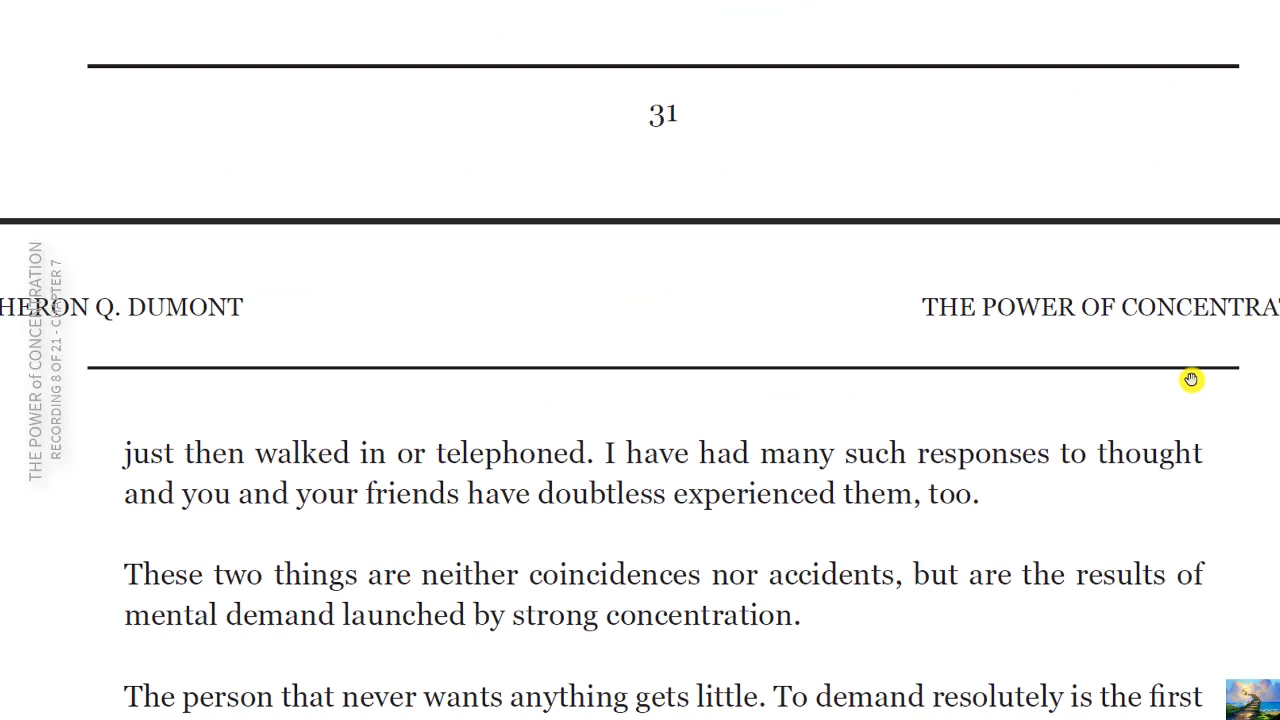 31
HERON Q. DUMONT
THE POWER OF CONCENTRA
THE POWER of CONCENTRATION
RECORDING 8 OF 21 - CHAPTER 7
just then walked in or telephoned. I have had many such responses to thought
and you and your friends have doubtless experienced them, too.
These two things are neither coincidences nor accidents, but are the results of
mental demand launched by strong concentration.
The person that never wants anything gets little. To demand resolutely is the first